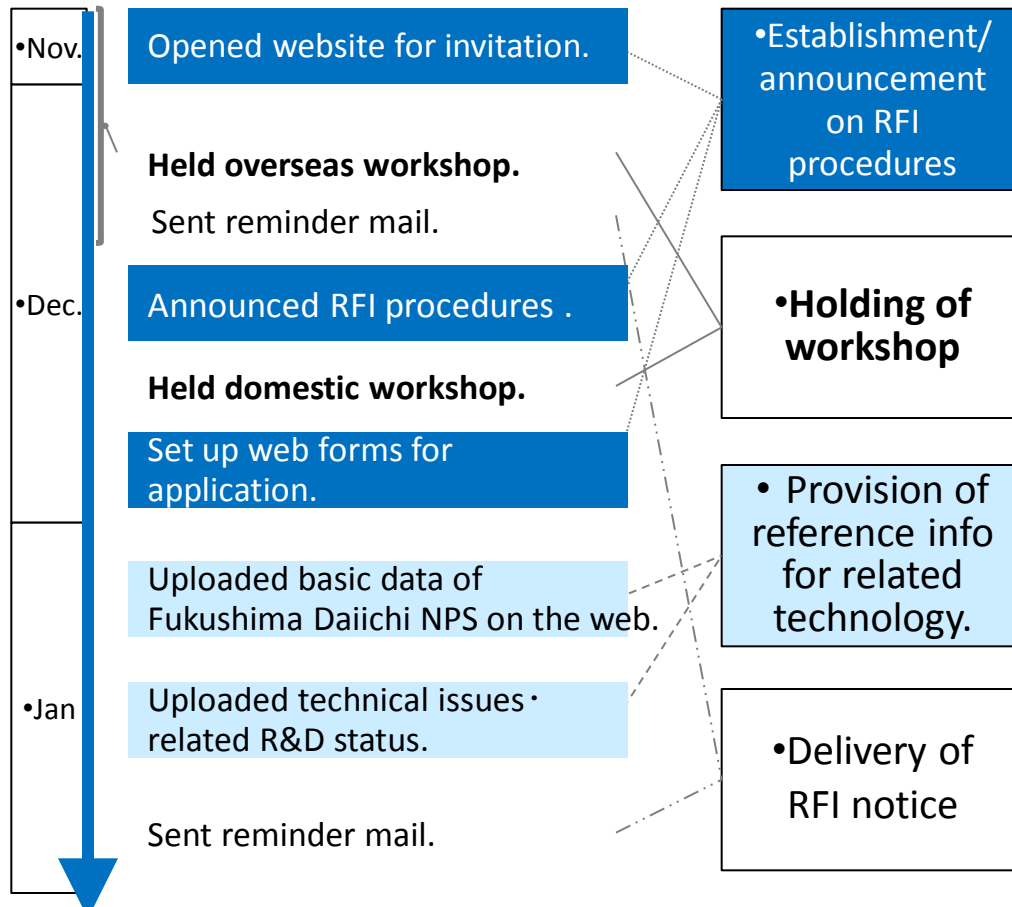 •Nov.
Opened website for invitation.
Held overseas workshop.
Sent reminder mail.
•Dec.
Announced RFI procedures .
Held domestic workshop.
Set up web forms for
application.
Uploaded basic data of
Fukushima Daiichi NPS on the web.
•Jan
Uploaded technical issues・
related R&D status.
Sent reminder mail.
•Establishment/
announcement
on RFI
procedures
•Holding of
workshop
• Provision of
reference info
for related
technology.
•Delivery of
RFI notice